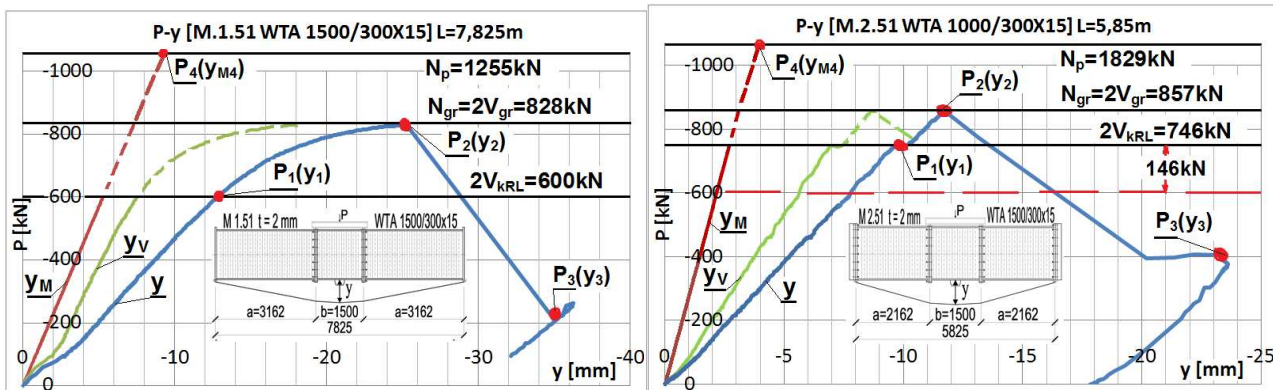 P-y [M.1.51 WTA 1500/300X15] L=7,825m
-1000
-800
-600
-400
-200
0
P [kN]
P₄(yM4)
Np=1255kN
Ngr=2Vgr=828kN
P₂(y₂)
P₁(y₁)
2VkRL=600kN
M 1.51 t = 2 mm
↓P
WTA 1500/300x15
yM
yV
y
y
P₃(y₃)
a=3162
b=1500
a=3162
7825
0
-10
-20
-30
-40
y [mm]
P-y [M.2.51 WTA 1000/300X15] L=5,85m
-1000
-800
-600
-400
-200
0
P [kN]
P₄(yM4)
Np=1829kN
P₂(y₂)
Ngr=2Vgr=857kN
2VkRL=746kN
P₁(y₁)
146kN
M 2.51 t = 2 mm
↓P
WTA 1500/300x15
P₃(y₃)
yM
yV
y
y
a=2162
b=1500
a=2162
5825
0
-5
-10
-15
-20
-25
y [mm]